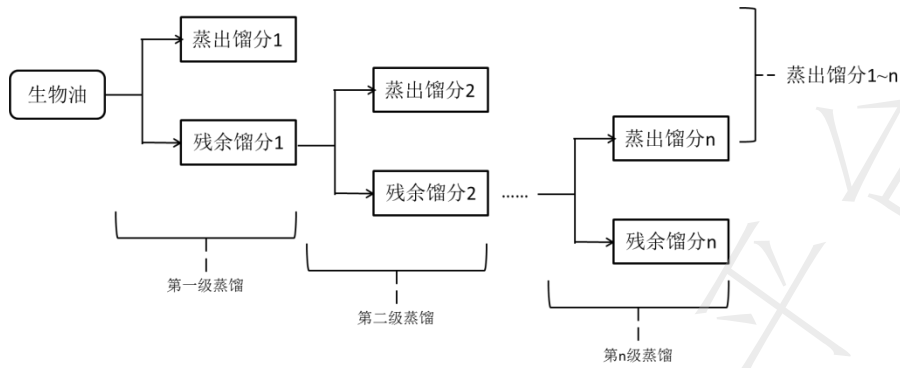 生物油
蒸出馏分1
残余馏分1
蒸出馏分2
残余馏分2
......
蒸出馏分n
残余馏分n
蒸出馏分1~n
第一级蒸馏
第二级蒸馏
第n级蒸馏